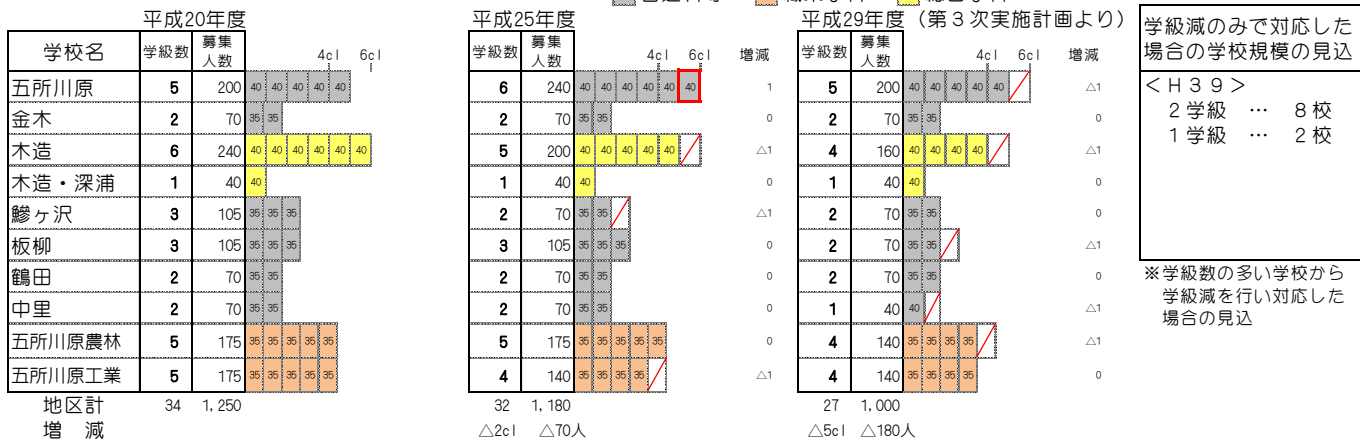 平成20年度 平成25年度 平成29年度（第３次実施計画より）
学校名 学級数 募集人数 4cl 6cl 学級数 募集人数 4cl 6cl 増減 学級数 募集人数 4cl 6cl 増減
五所川原 5 200 40 40 40 40 40 6 240 40 40 40 40 40 40 1 5 200 40 40 40 40 40 △1
金木 2 70 35 35 2 70 35 35 0 2 70 35 35 0
木造 6 240 40 40 40 40 40 40 5 200 40 40 40 40 40 △1 4 160 40 40 40 40 △1
木造・深浦 1 40 40 1 40 40 0 1 40 40 0
鰺ヶ沢 3 105 35 35 35 2 70 35 35 △1 2 70 35 35 0
板柳 3 105 35 35 35 3 105 35 35 35 0 2 70 35 35 △1
鶴田 2 70 35 35 2 70 35 35 0 2 70 35 35 0
中里 2 70 35 35 2 70 35 35 0 1 40 40 △1
五所川原農林 5 175 35 35 35 35 35 5 175 35 35 35 35 35 0 4 140 35 35 35 35 △1
五所川原工業 5 175 35 35 35 35 35 4 140 35 35 35 35 △1 4 140 35 35 35 35 0
地区計 34 1,250 32 1,180 27 1,000
増　減 △2cl △70人 △5cl △180人
学級減のみで対応した
場合の学校規模の見込
＜Ｈ３９＞
２学級　…　８校
１学級　…　２校
※学級数の多い学校から
学級減を行い対応した
場合の見込